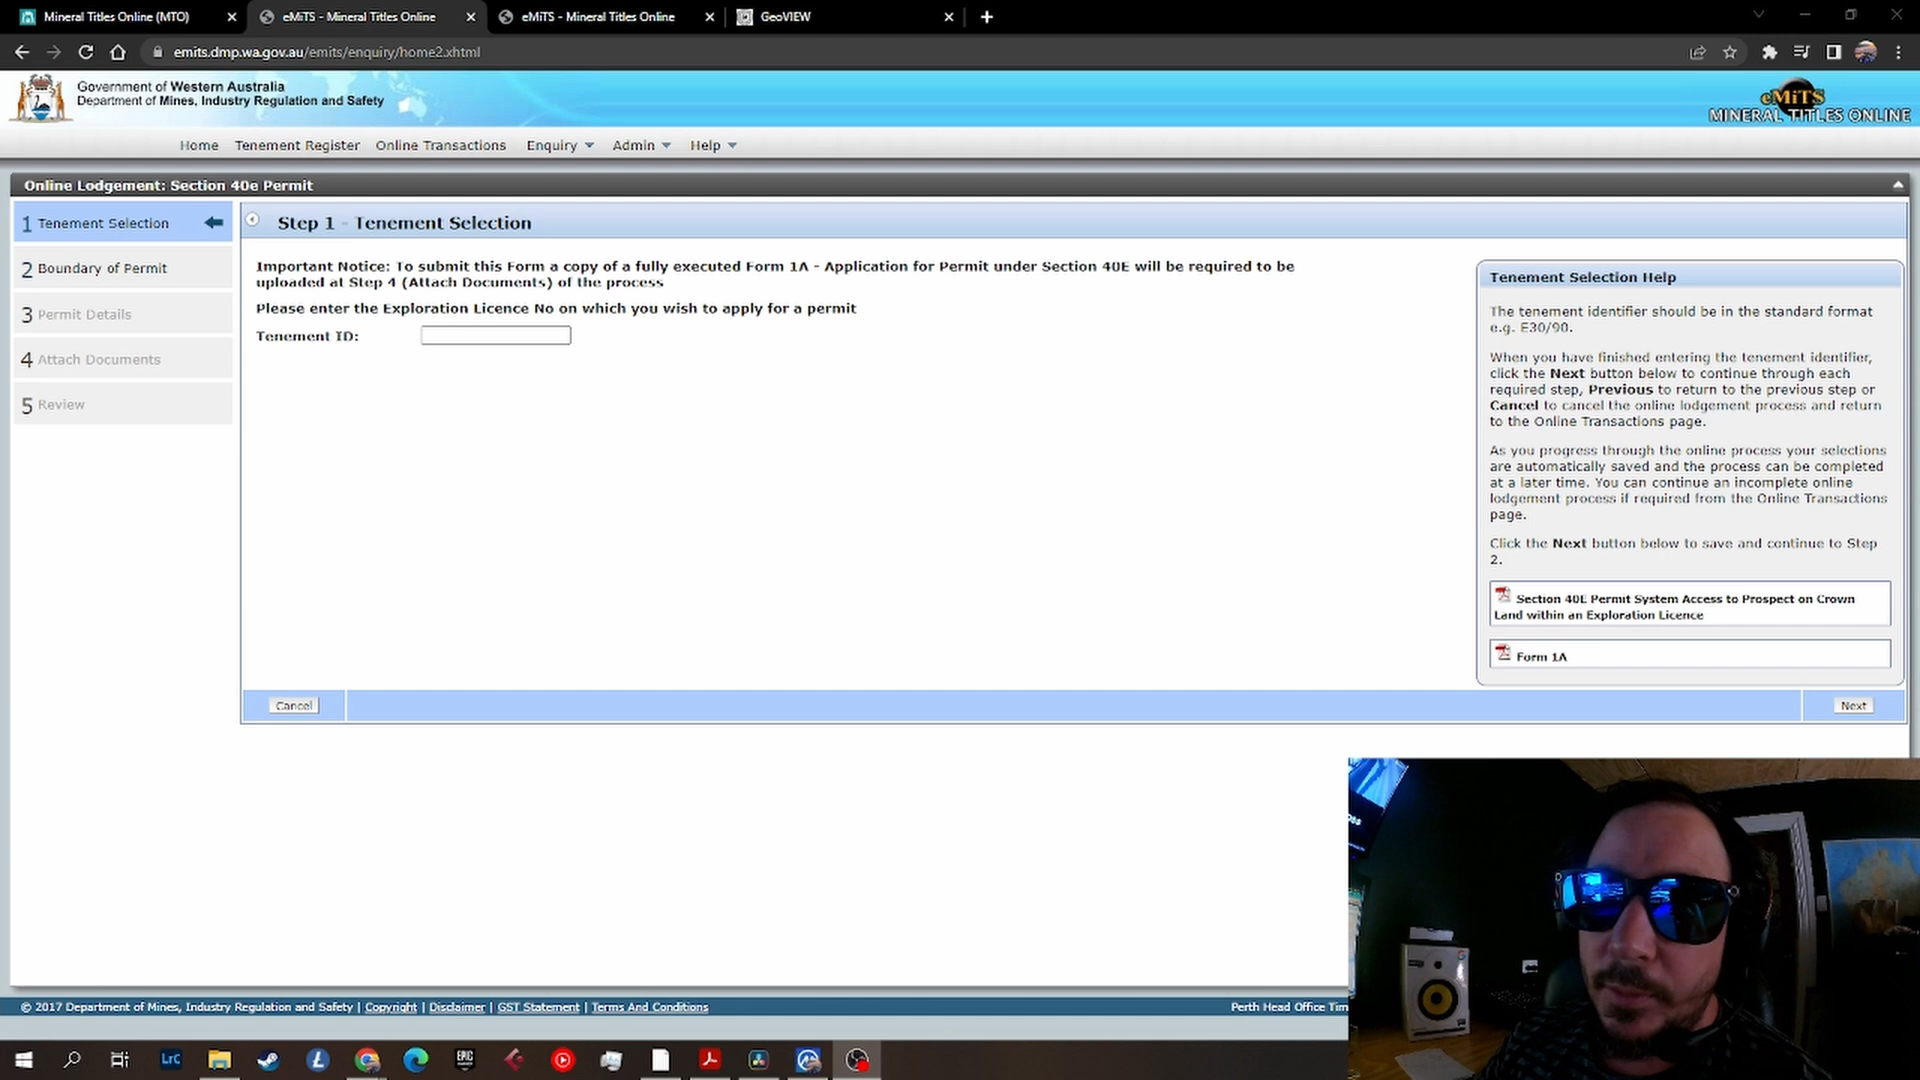 Mineral Titles Online (MTO)
eMiTS - Mineral Titles Online
eMiTS - Mineral Titles Online
GeoVIEW
emits.dmp.wa.gov.au/emits/enquiry/home2.xhtml
Government of Western Australia
Department of Mines, Industry Regulation and Safety
eMiTS
MINERAL TITLES ONLINE
Home Tenement Register Online Transactions Enquiry Admin Help
Online Lodgement: Section 40e Permit
1 Tenement Selection
2 Boundary of Permit
3 Permit Details
4 Attach Documents
5 Review
Step 1 - Tenement Selection
Important Notice: To submit this Form a copy of a fully executed Form 1A - Application for Permit under Section 40E will be required to be
uploaded at Step 4 (Attach Documents) of the process
Please enter the Exploration Licence No on which you wish to apply for a permit
Tenement ID:
Tenement Selection Help
The tenement identifier should be in the standard format
e.g. E30/90.
When you have finished entering the tenement identifier,
click the Next button below to continue through each
required step, Previous to return to the previous step or
Cancel to cancel the online lodgement process and return
to the Online Transactions page.
As you progress through the online process your selections
are automatically saved and the process can be completed
at a later time. You can continue an incomplete online
lodgement process if required from the Online Transactions
page.
Click the Next button below to save and continue to Step
2.
Section 40E Permit System Access to Prospect on Crown
Land within an Exploration Licence
Form 1A
Cancel
Next
© 2017 Department of Mines, Industry Regulation and Safety | Copyright | Disclaimer | GST Statement | Terms And Conditions
Perth Head Office Tim
LrC
EPIC